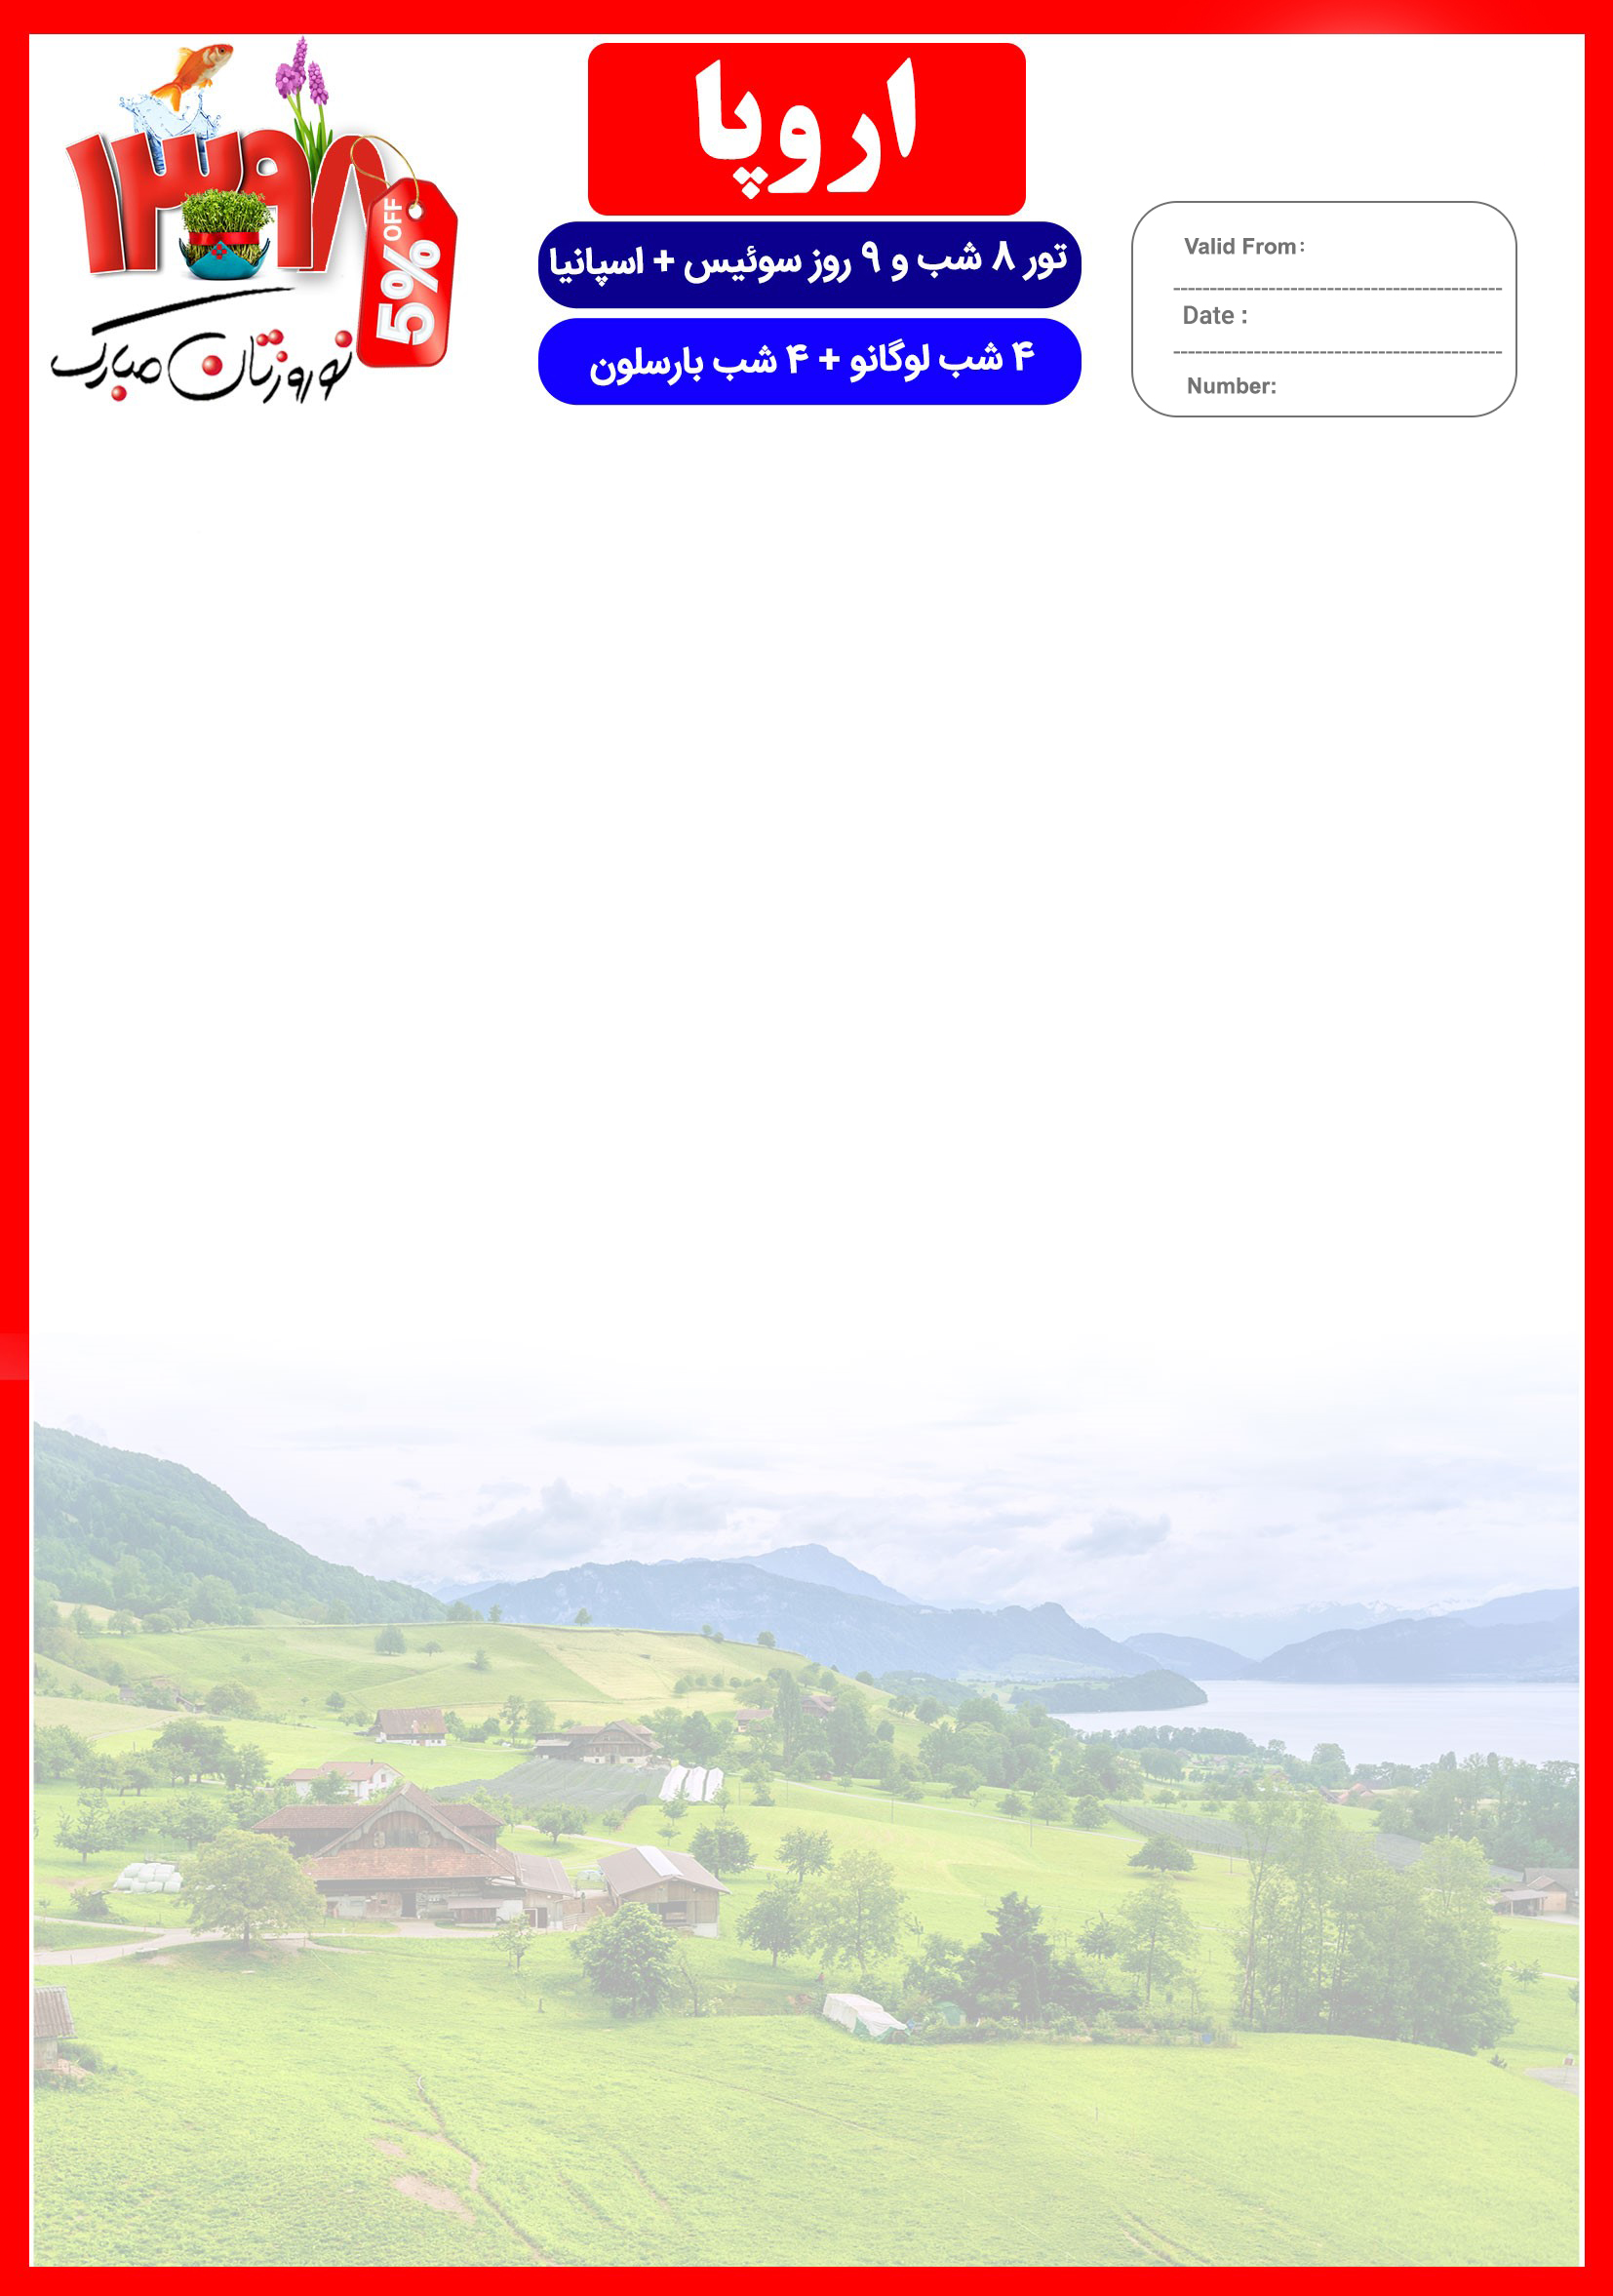 اروپا
تور ۸ شب و ۹ روز سوئیس + اسپانیا
۴ شب لوگانو + ۴ شب بارسلون
۱۳۹۸
5% OFF
نوروزتان مبارک
Valid From:
Date :
Number: